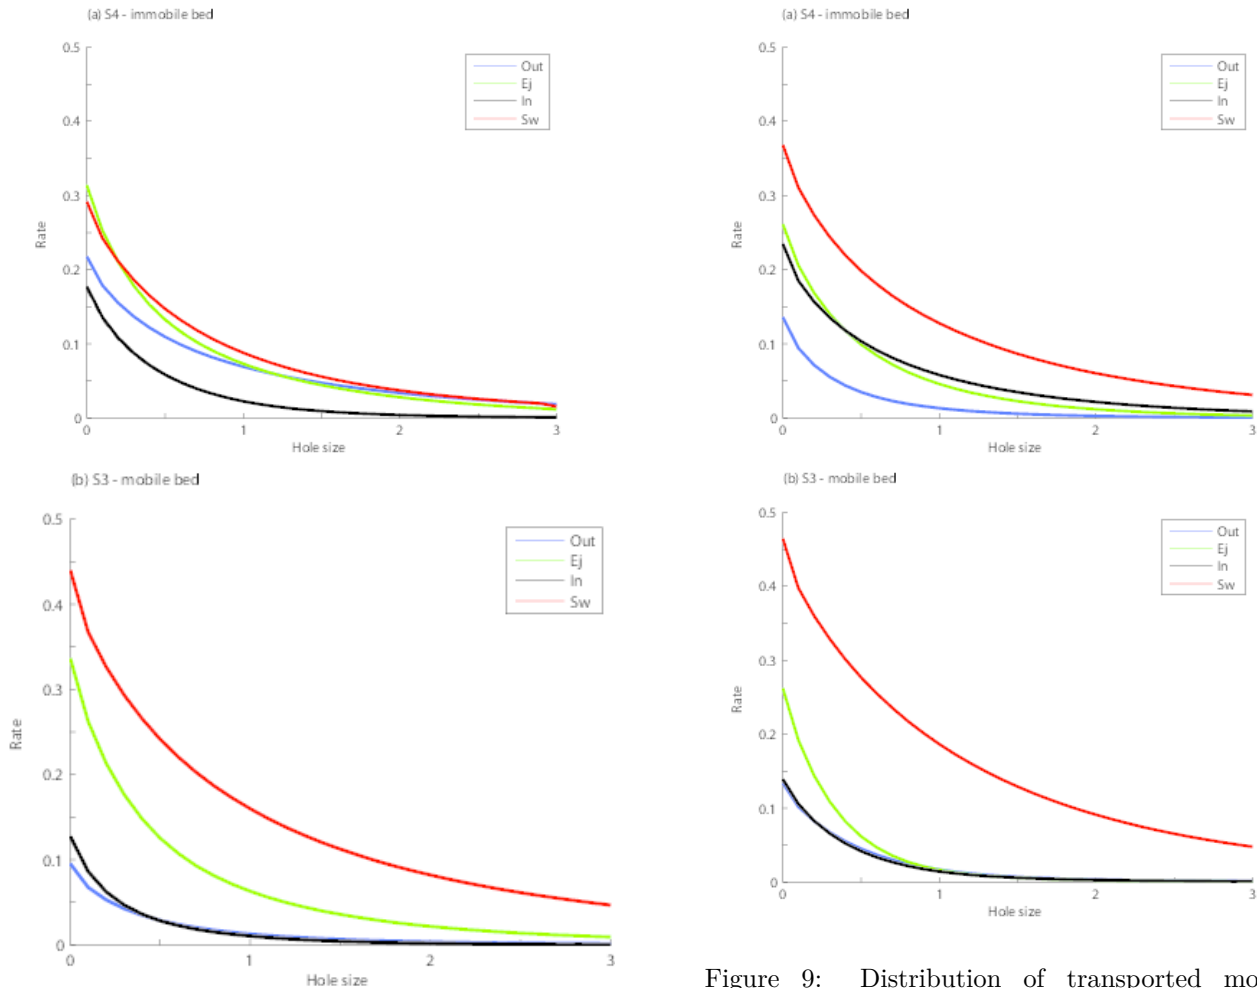 (a) S4 - immobile bed
0.5
0.4
0.3
0.2
0.1
0
Rate
0
1
2
3
Hole size
Out
Ej
In
Sw
(b) S3 - mobile bed
0.5
0.4
0.3
0.2
0.1
0
Rate
0
1
2
3
Hole size
Out
Ej
In
Sw
(a) S4 - immobile bed
0.5
0.4
0.3
0.2
0.1
0
Rate
0
1
2
3
Hole size
Out
Ej
In
Sw
(b) S3 - mobile bed
0.5
0.4
0.3
0.2
0.1
0
Rate
0
1
2
3
Hole size
Out
Ej
In
Sw
Figure 9: Distribution of transported mo